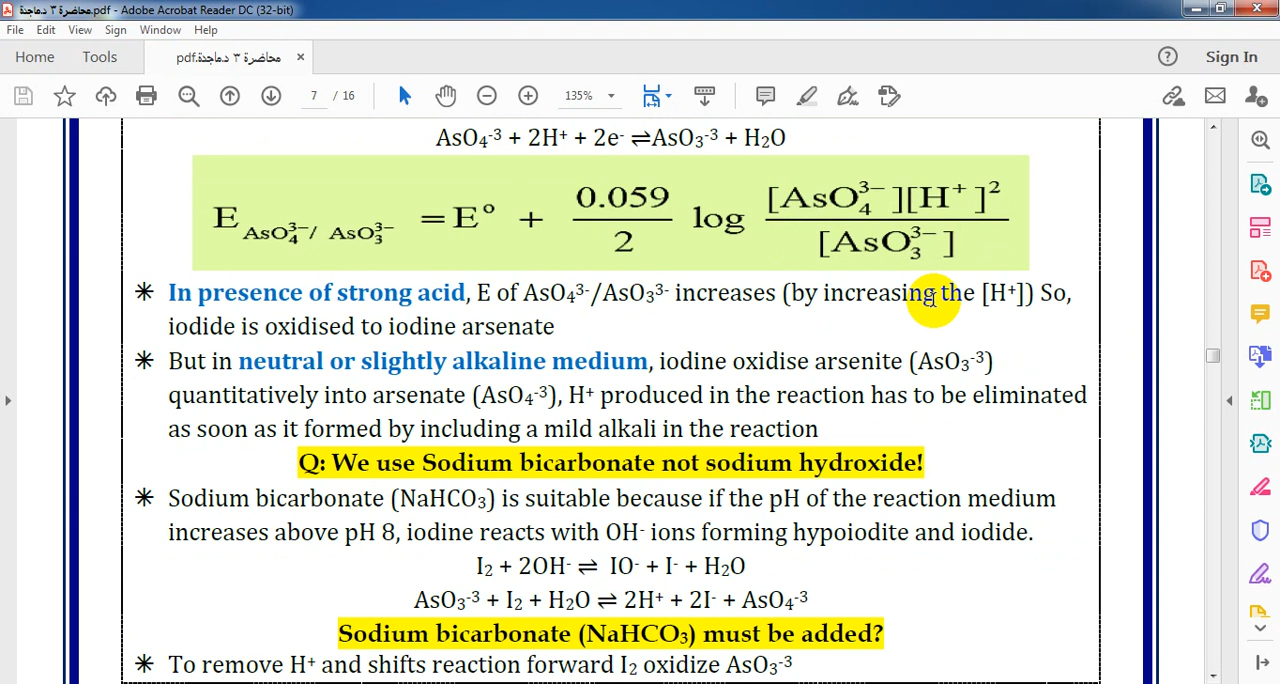 محاضرة ٣ د.ماجدة.pdf - Adobe Acrobat Reader DC (32-bit)
File Edit View Sign Window Help
Home Tools محاضرة ٣ د.ماجدة.pdf × Sign In
7 / 16 135%
AsO₄⁻³ + 2H⁺ + 2e⁻ ⇌AsO₃⁻³ + H₂O
E AsO₄³⁻/ AsO₃³⁻ = E° + 0.059/2 log [AsO₄³⁻][H⁺]²/[AsO₃³⁻]
✳ In presence of strong acid, E of AsO₄³⁻/AsO₃³⁻ increases (by increasing the [H⁺]) So,
iodide is oxidised to iodine arsenate
✳ But in neutral or slightly alkaline medium, iodine oxidise arsenite (AsO₃⁻³)
quantitatively into arsenate (AsO₄⁻³), H⁺ produced in the reaction has to be eliminated
as soon as it formed by including a mild alkali in the reaction
Q: We use Sodium bicarbonate not sodium hydroxide!
✳ Sodium bicarbonate (NaHCO₃) is suitable because if the pH of the reaction medium
increases above pH 8, iodine reacts with OH⁻ ions forming hypoiodite and iodide.
I₂ + 2OH⁻ ⇌ IO⁻ + I⁻ + H₂O
AsO₃⁻³ + I₂ + H₂O ⇌ 2H⁺ + 2I⁻ + AsO₄⁻³
Sodium bicarbonate (NaHCO₃) must be added?
✳ To remove H⁺ and shifts reaction forward I₂ oxidize AsO₃⁻³